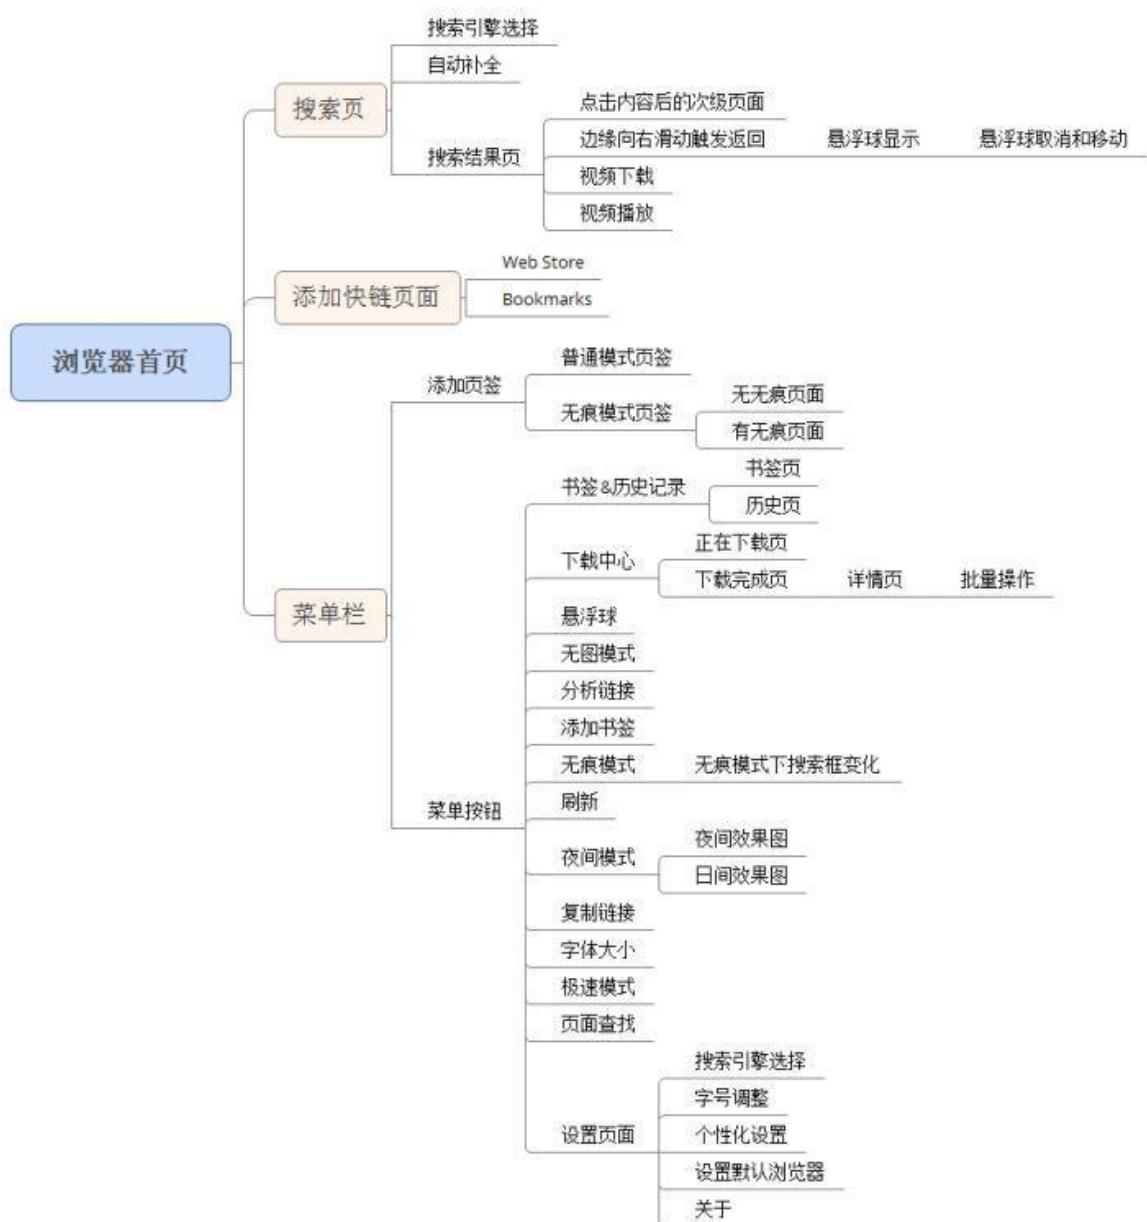 浏览器首页
搜索页
搜索引擎选择
自动补全
搜索结果页
点击内容后的次级页面
边缘向右滑动触发返回
悬浮球显示
悬浮球取消和移动
视频下载
视频播放
添加快链页面
Web Store
Bookmarks
菜单栏
添加页签
普通模式页签
无痕模式页签
无无痕页面
有无痕页面
菜单按钮
书签&历史记录
书签页
历史页
下载中心
正在下载页
下载完成页
详情页
批量操作
悬浮球
无图模式
分析链接
添加书签
无痕模式
无痕模式下搜索框变化
刷新
夜间模式
夜间效果图
日间效果图
复制链接
字体大小
极速模式
页面查找
设置页面
搜索引擎选择
字号调整
个性化设置
设置默认浏览器
关于